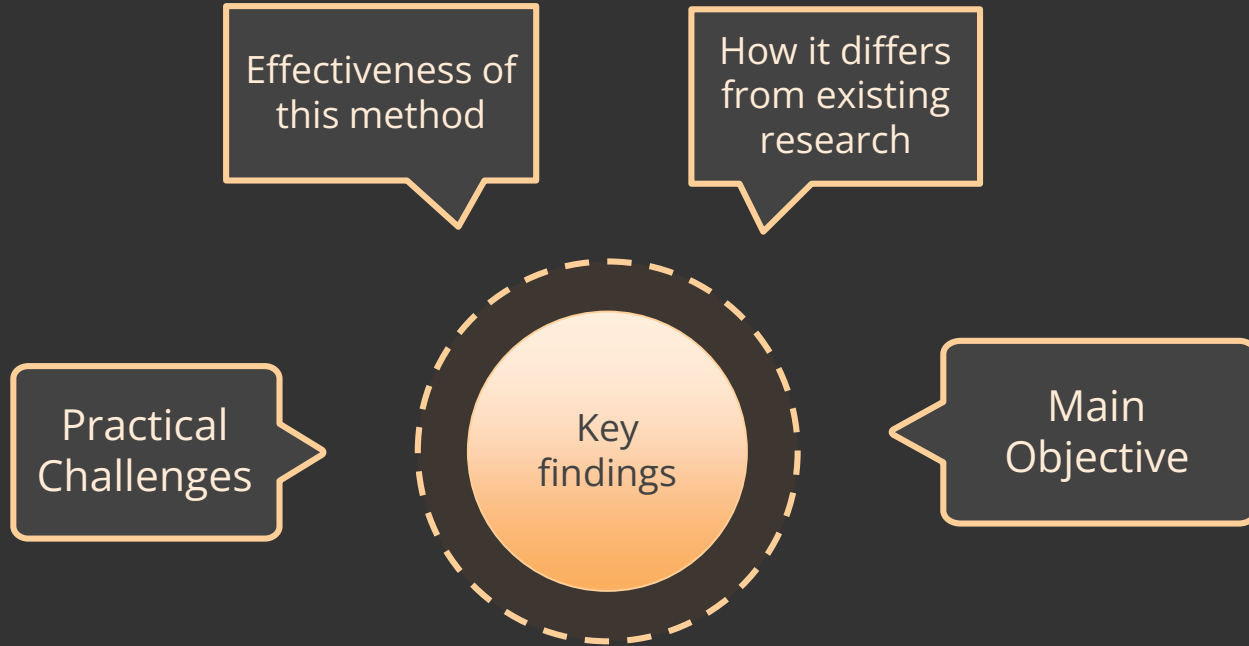 Effectiveness of
this method
How it differs
from existing
research
Practical
Challenges
Key
findings
Main
Objective